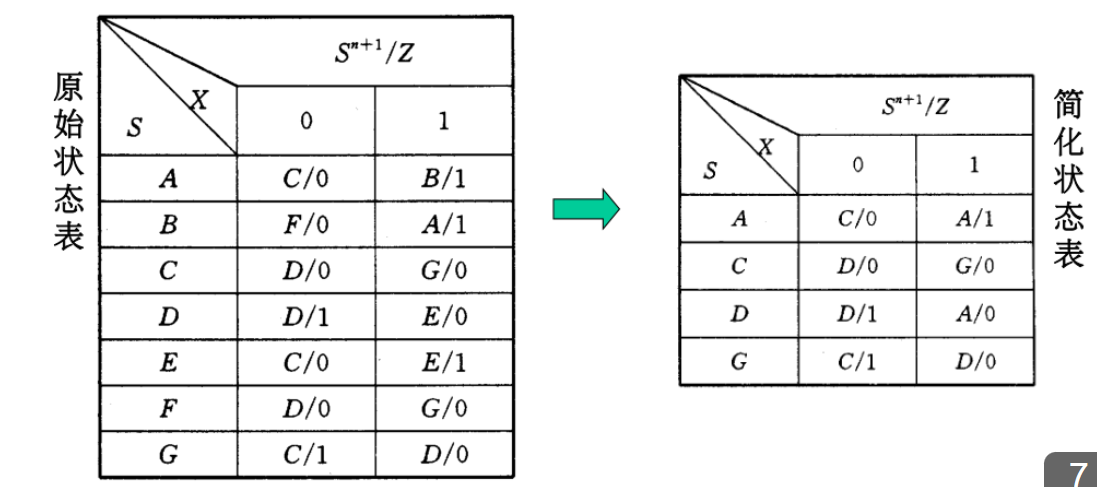 原始状态表
Sⁿ⁺¹/Z
X
S
0 1
A C/0 B/1
B F/0 A/1
C D/0 G/0
D D/1 E/0
E C/0 E/1
F D/0 G/0
G C/1 D/0
简化状态表
Sⁿ⁺¹/Z
X
S
0 1
A C/0 A/1
C D/0 G/0
D D/1 A/0
G C/1 D/0
7